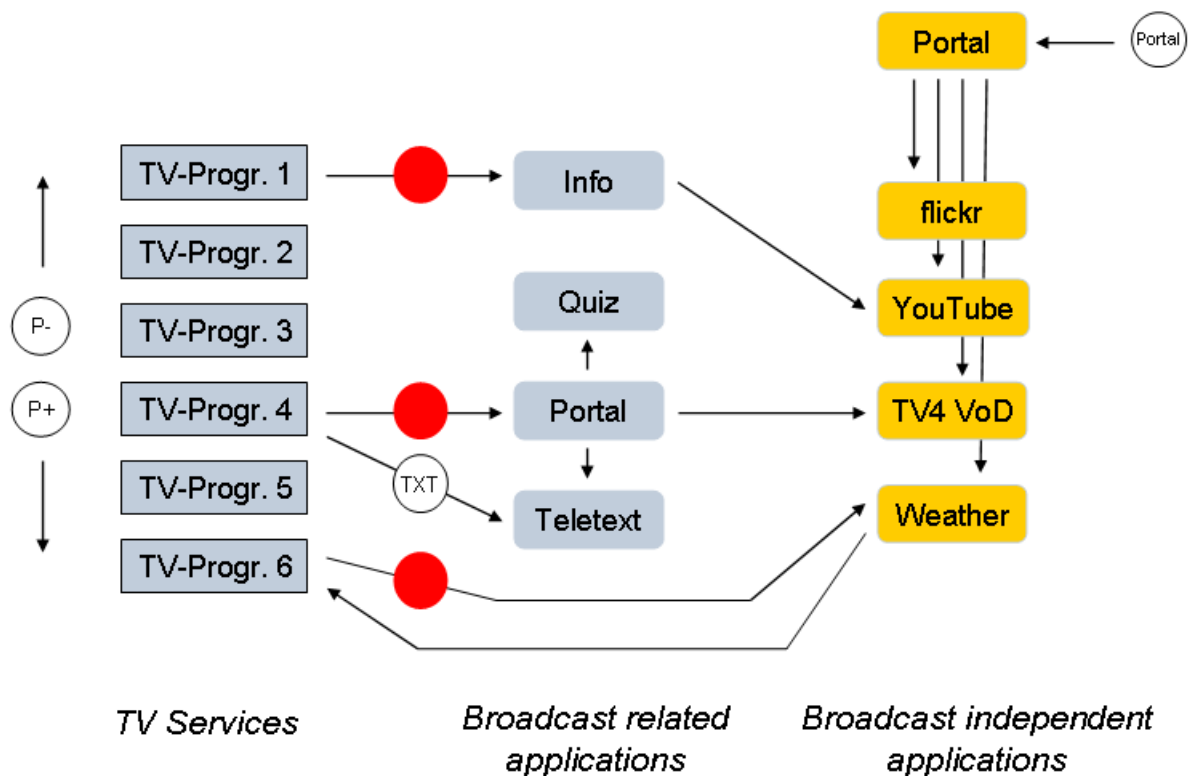 Portal
Portal
TV-Progr. 1
Info
flickr
TV-Progr. 2
Quiz
YouTube
P-
TV-Progr. 3
P+
TV-Progr. 4
Portal
TV4 VoD
TXT
TV-Progr. 5
Teletext
Weather
TV-Progr. 6
TV Services
Broadcast related
applications
Broadcast independent
applications